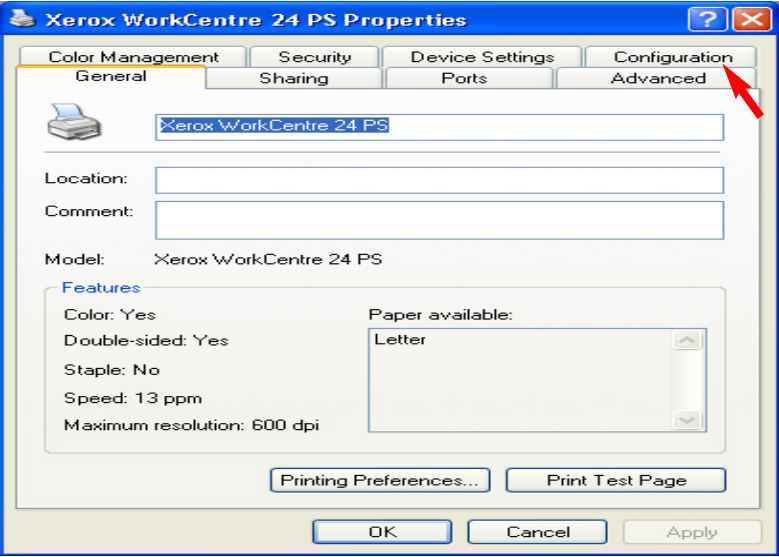 Xerox WorkCentre 24 PS Properties
?
Color Management Security Device Settings Configuration
General Sharing Ports Advanced
Xerox WorkCentre 24 PS
Location:
Comment:
Model: Xerox WorkCentre 24 PS
Features
Color: Yes Paper available:
Double-sided: Yes Letter
Staple: No
Speed: 13 ppm
Maximum resolution: 600 dpi
Printing Preferences... Print Test Page
OK Cancel Apply